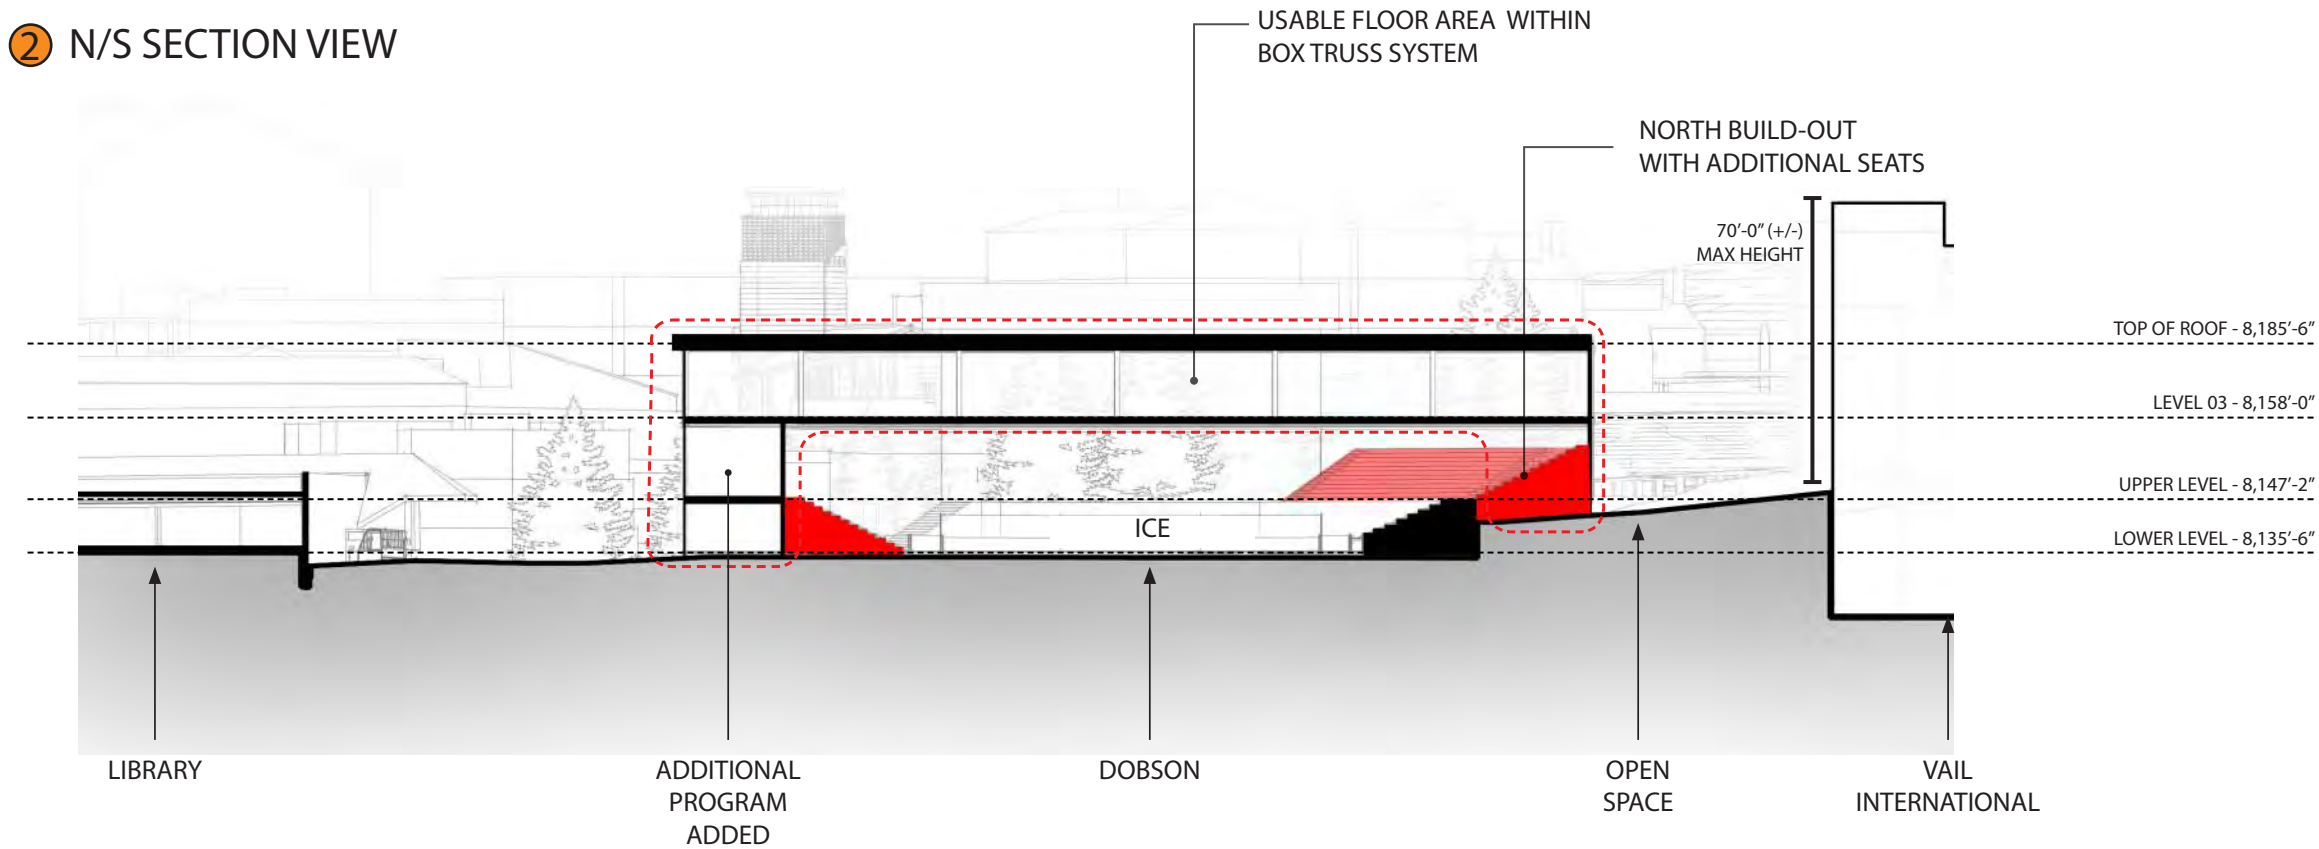 2 N/S SECTION VIEW
USABLE FLOOR AREA WITHIN
BOX TRUSS SYSTEM
NORTH BUILD-OUT
WITH ADDITIONAL SEATS
70’-0” (+/-)
MAX HEIGHT
TOP OF ROOF - 8,185’-6”
LEVEL 03 - 8,158’-0”
UPPER LEVEL - 8,147’-2”
LOWER LEVEL - 8,135’-6”
ICE
LIBRARY
ADDITIONAL
PROGRAM
ADDED
DOBSON
OPEN
SPACE
VAIL
INTERNATIONAL